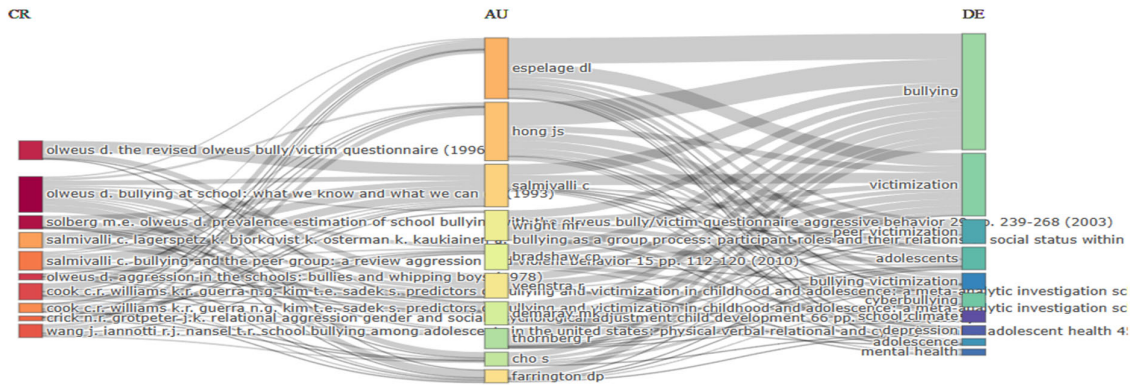 CR
AU
DE
olweus d. the revised olweus bully/victim questionnaire (1996
olweus d. bullying at school: what we know and what we can (1993)
solberg m.e. olweus d. prevalence estimation of school bullying with the olweus bully/victim questionnaire aggressive behavior 29 pp. 239-268 (2003)
salmivalli c. lagerspetz k. bjorkqvist k. osterman k. kaukiainen a. bullying as a group process: participant roles and their relations social status within
salmivalli c. bullying and the peer group: a review aggression behavior 15 pp. 112-120 (2010)
olweus d. aggression in the schools: bullies and whipping boys (1978)
cook c.r. williams k.r. guerra n.g. kim t.e. sadek s. predictors of bullying and victimization in childhood and adolescence: a meta-analytic investigation sc
cook c.r. williams k.r. guerra n.g. kim t.e. sadek s. predictors of bullying and victimization in childhood and adolescence: a meta-analytic investigation sc
crick n.r. grotpeter j.k. relational aggression gender and social psychological adjustment child development 66 pp.
wang j. iannotti r.j. nansel t.r. school bullying among adolescents in the united states: physical verbal relational and adolescent health 45
espelage dl
hong js
salmivalli c
wright mf
bradshaw cp
veenstra r
demaray
thornberg r
cho s
farrington dp
bullying
victimization
peer victimization
adolescents
bullying victimization
cyberbullying
school climate
depression
adolescence
mental health